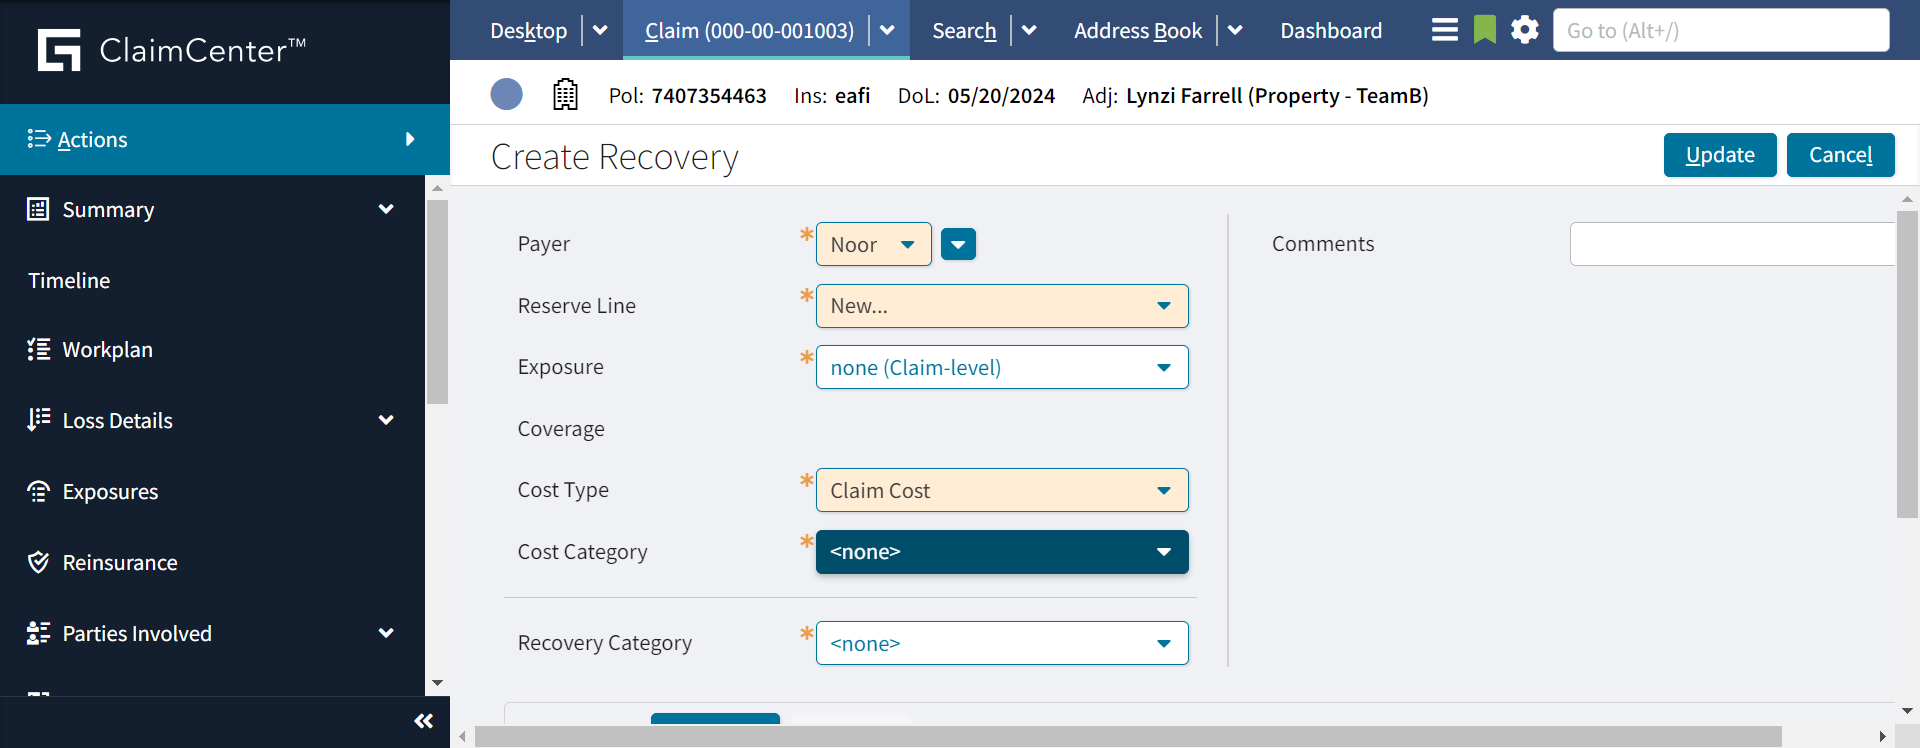 ClaimCenter™
Desktop
Claim (000-00-001003)
Search
Address Book
Dashboard
Go to (Alt+/)
Pol: 7407354463 Ins: eafi DoL: 05/20/2024 Adj: Lynzi Farrell (Property - TeamB)
Actions
Create Recovery
Update
Cancel
Summary
Timeline
Workplan
Loss Details
Exposures
Reinsurance
Parties Involved
Payer * Noor
Reserve Line * New...
Exposure * none (Claim-level)
Coverage
Cost Type * Claim Cost
Cost Category * <none>
Recovery Category * <none>
Comments